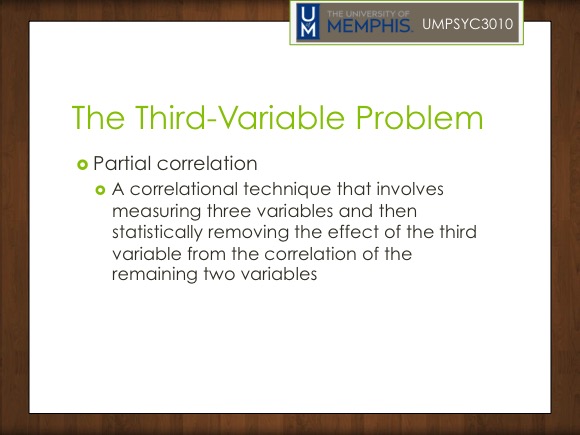 UM
THE UNIVERSITY OF
MEMPHIS.
UMPSYC3010
The Third-Variable Problem
Partial correlation
A correlational technique that involves
measuring three variables and then
statistically removing the effect of the third
variable from the correlation of the
remaining two variables